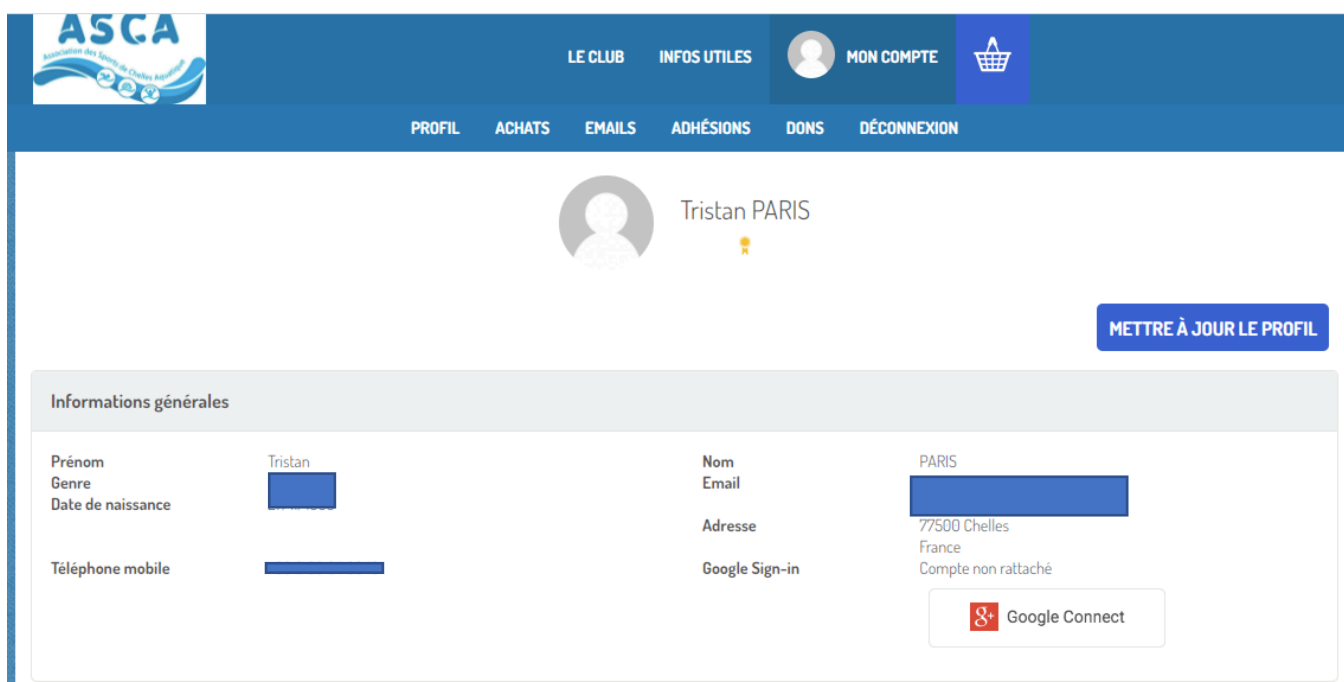 ASCA
Association des Sports de Chelles Aquatique
LE CLUB INFOS UTILES MON COMPTE
PROFIL ACHATS EMAILS ADHÉSIONS DONS DÉCONNEXION
Tristan PARIS
METTRE À JOUR LE PROFIL
Informations générales
Prénom Tristan Nom PARIS
Genre Email
Date de naissance
Adresse 77500 Chelles
France
Téléphone mobile Google Sign-in Compte non rattaché
g+ Google Connect